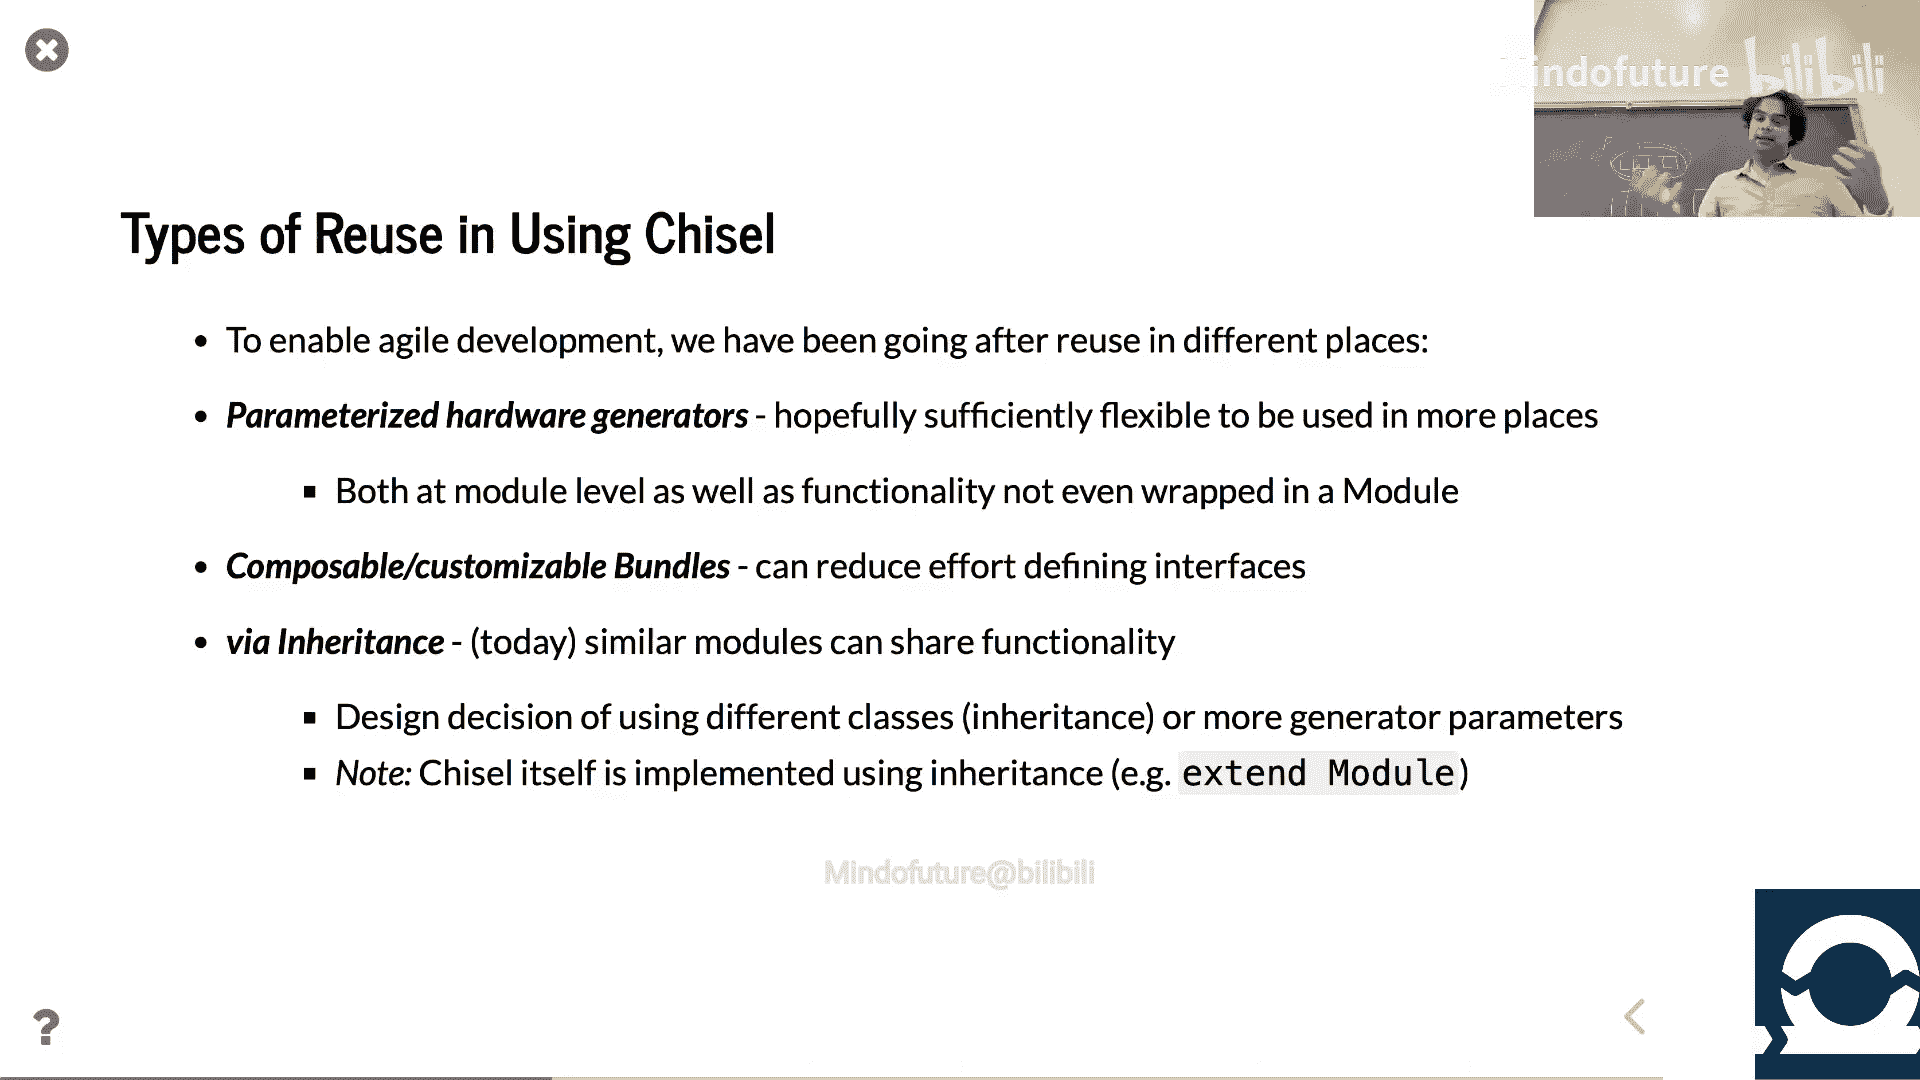 indofuture bilibili
Types of Reuse in Using Chisel
• To enable agile development, we have been going after reuse in different places:
• Parameterized hardware generators - hopefully sufficiently flexible to be used in more places
▪ Both at module level as well as functionality not even wrapped in a Module
• Composable/customizable Bundles - can reduce effort defining interfaces
• via Inheritance - (today) similar modules can share functionality
▪ Design decision of using different classes (inheritance) or more generator parameters
▪ Note: Chisel itself is implemented using inheritance (e.g. extend Module)
Mindofuture@bilibili
?